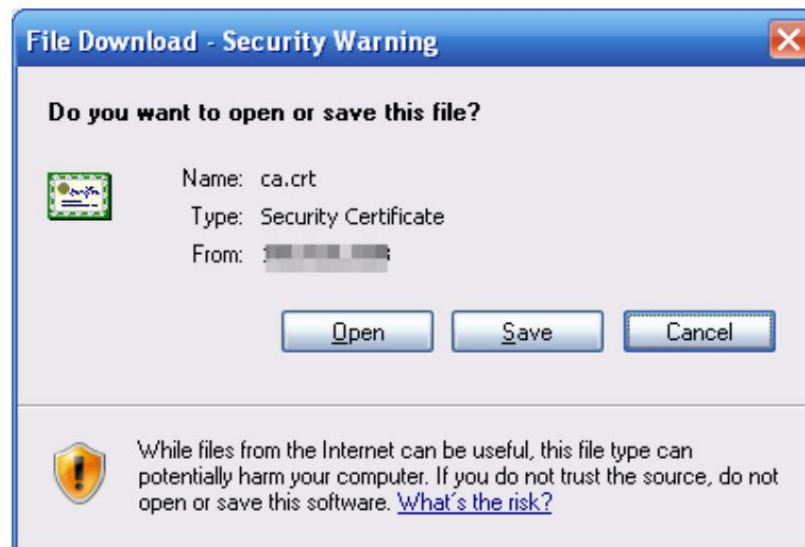 File Download - Security Warning
Do you want to open or save this file?
Name: ca.crt
Type: Security Certificate
From:
Open
Save
Cancel
While files from the Internet can be useful, this file type can
potentially harm your computer. If you do not trust the source, do not
open or save this software. What's the risk?